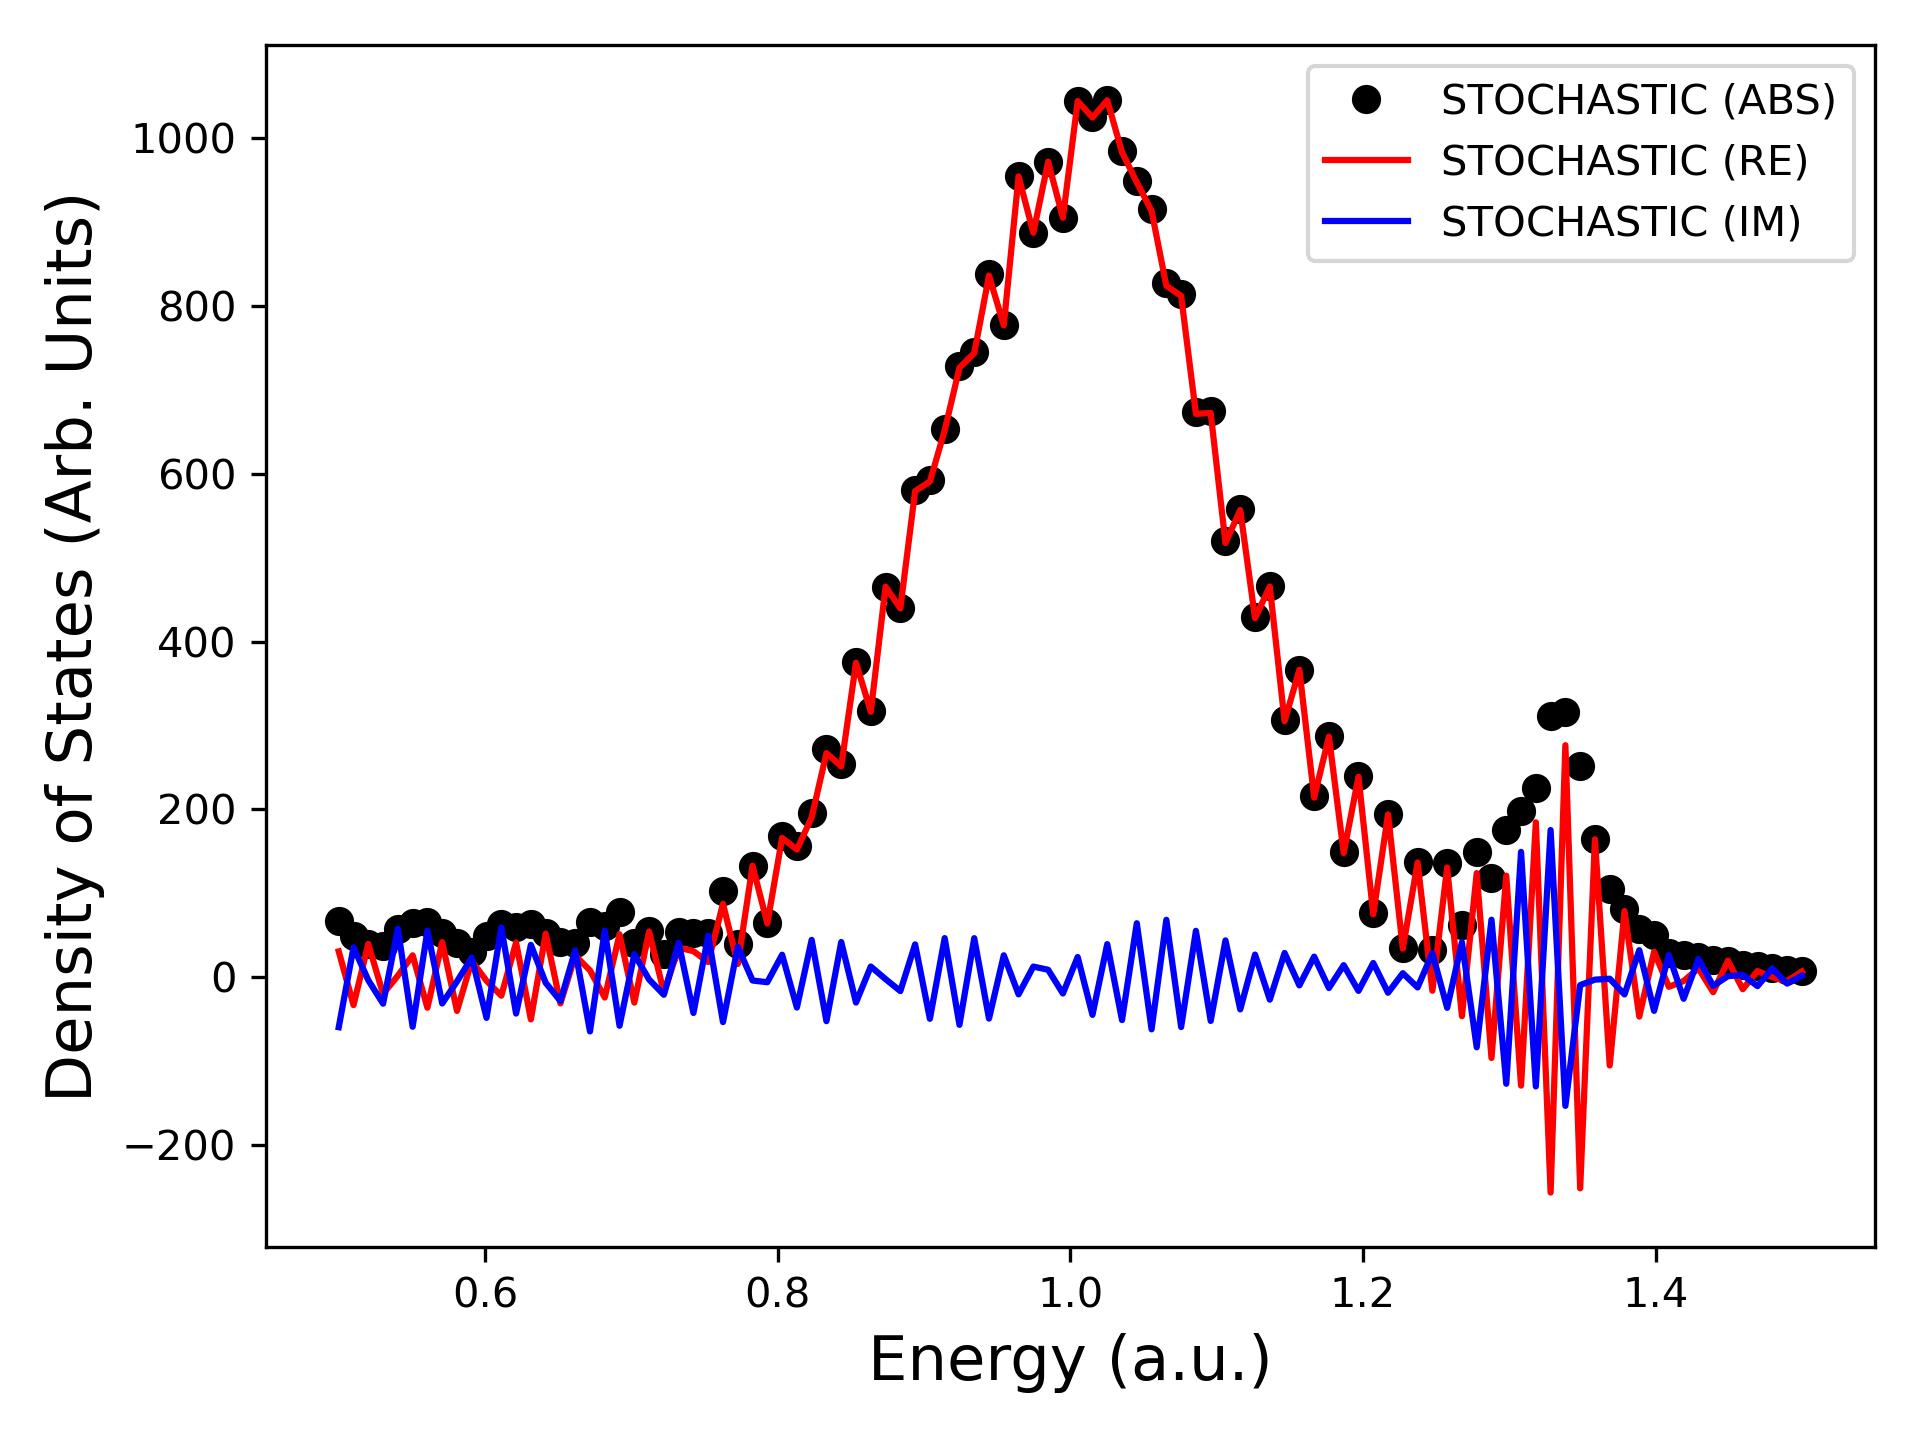 STOCHASTIC (ABS)
STOCHASTIC (RE)
STOCHASTIC (IM)
Density of States (Arb. Units)
1000
800
600
400
200
0
−200
0.6
0.8
1.0
1.2
1.4
Energy (a.u.)